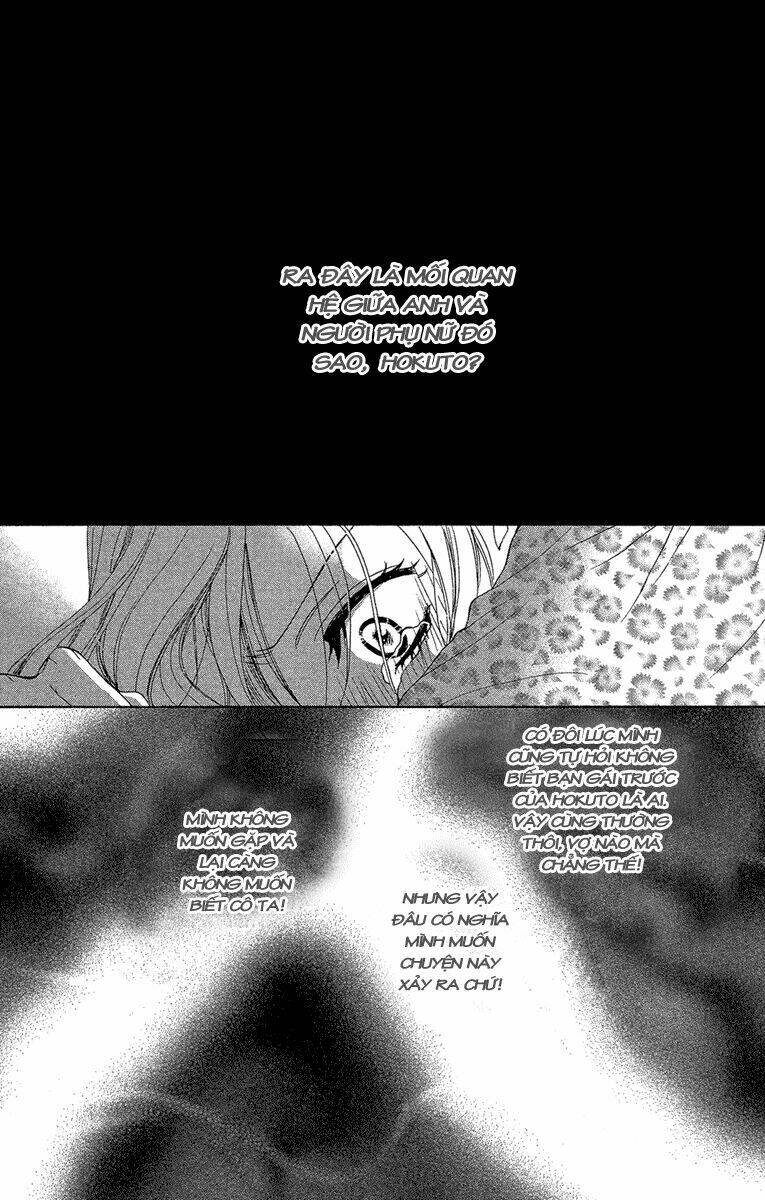 RA ĐÂY LÀ MỐI QUAN
HỆ GIỮA ANH VÀ
NGƯỜI PHỤ NỮ ĐÓ
SAO, HOKUTO?
CÓ ĐÔI LÚC MÌNH
CŨNG TỰ HỎI KHÔNG
BIẾT BẠN GÁI TRƯỚC
CỦA HOKUTO LÀ AI.
VẬY CŨNG THƯỜNG
THÔI, VỢ NÀO MÀ
CHẲNG THẾ!
NHƯNG VẬY
ĐÂU CÓ NGHĨA
MÌNH MUỐN
CHUYỆN NÀY
XẢY RA CHỨ!
MÌNH KHÔNG
MUỐN GẶP VÀ
LẠI CÀNG
KHÔNG MUỐN
BIẾT CÔ TA!